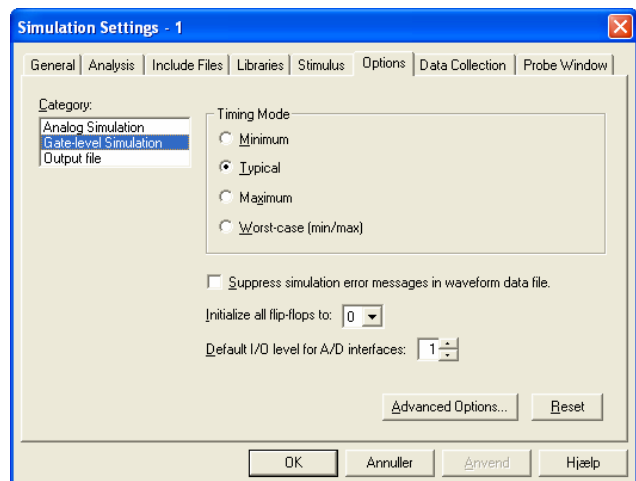 Simulation Settings - 1
General Analysis Include Files Libraries Stimulus Options Data Collection Probe Window
Category:
Analog Simulation
Gate-level Simulation
Output file
Timing Mode
Minimum
Typical
Maximum
Worst-case (min/max)
Suppress simulation error messages in waveform data file.
Initialize all flip-flops to: 0
Default I/O level for A/D interfaces: 1
Advanced Options... Reset
OK Annuller Anvend Hjælp